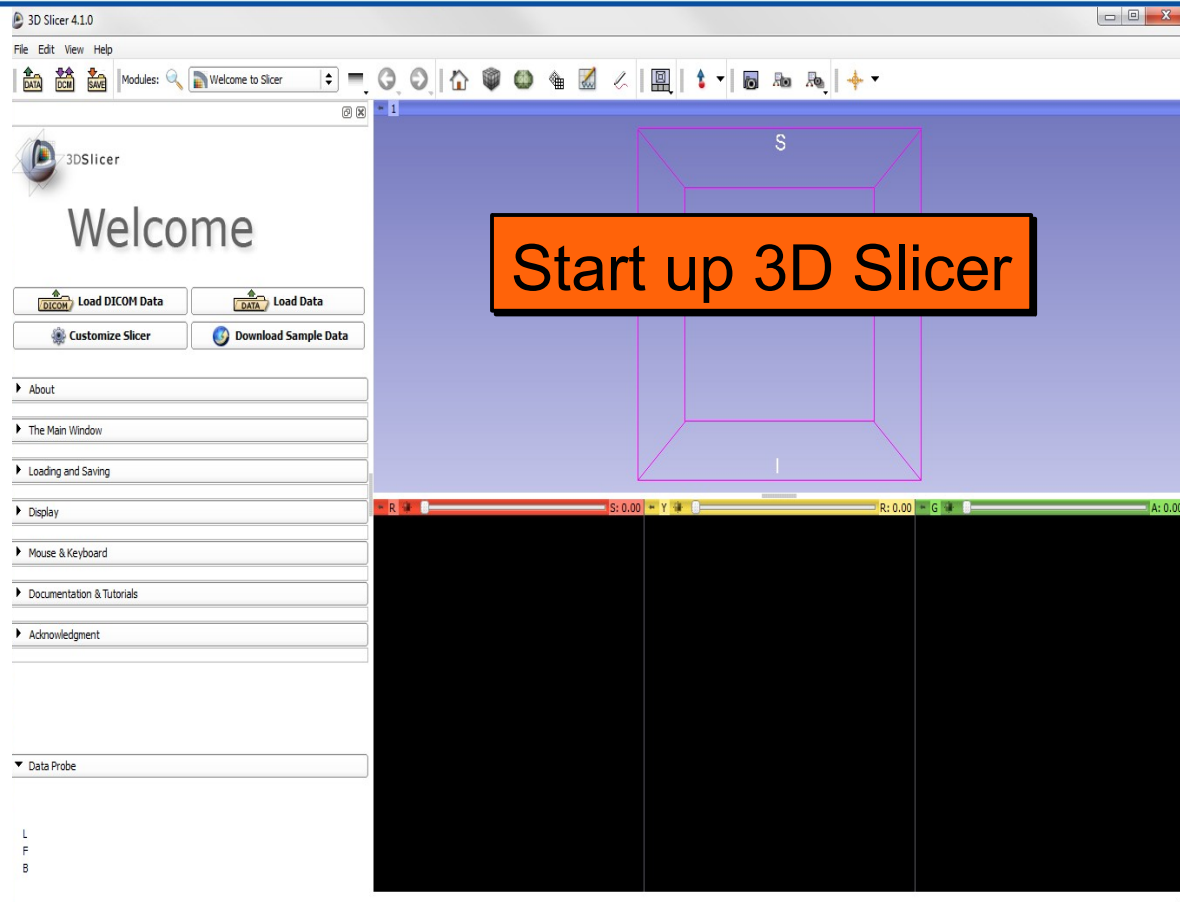 3D Slicer 4.1.0
File Edit View Help
DATA DCM SAVE Modules: Welcome to Slicer
1
3DSlicer
Welcome
DICOM Load DICOM Data DATA Load Data
Customize Slicer Download Sample Data
About
The Main Window
Loading and Saving
Display
Mouse & Keyboard
Documentation & Tutorials
Acknowledgment
Data Probe
L
F
B
S
Start up 3D Slicer
I
R S: 0.00 Y R: 0.00 G A: 0.00